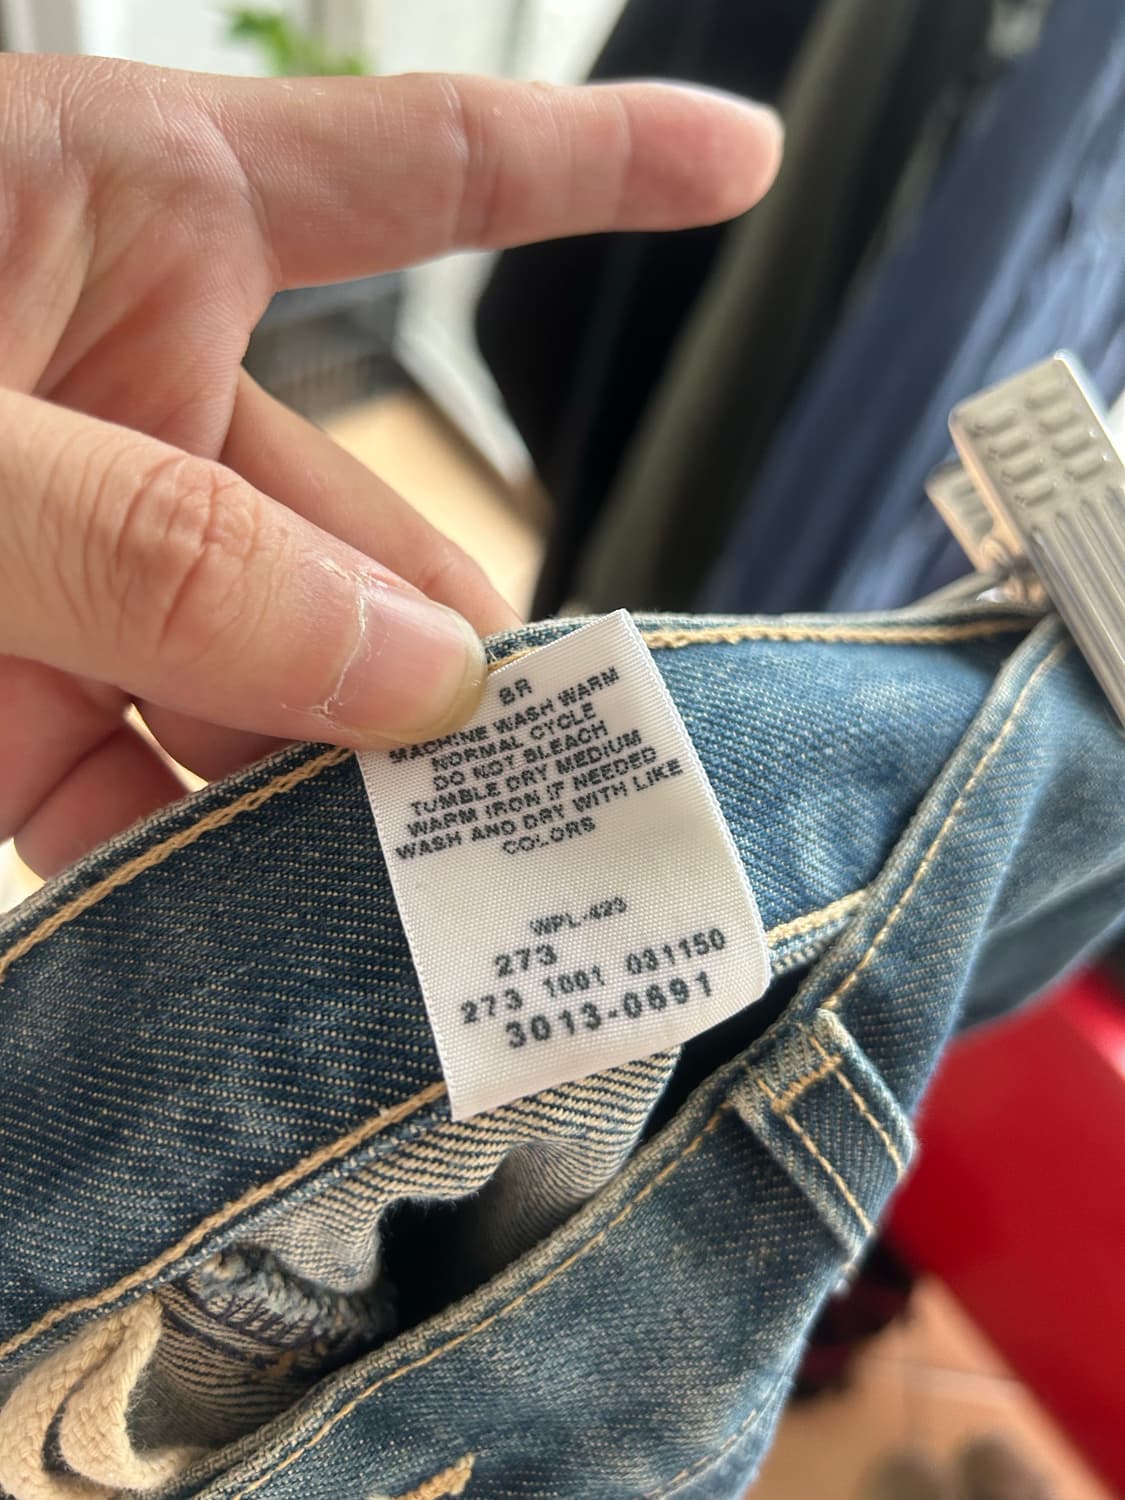 BR
MACHINE WASH WARM
NORMAL CYCLE
DO NOT BLEACH
TUMBLE DRY MEDIUM
WARM IRON IF NEEDED
WASH AND DRY WITH LIKE
COLORS
WPL-423
273
273 1001 031150
3013-0691